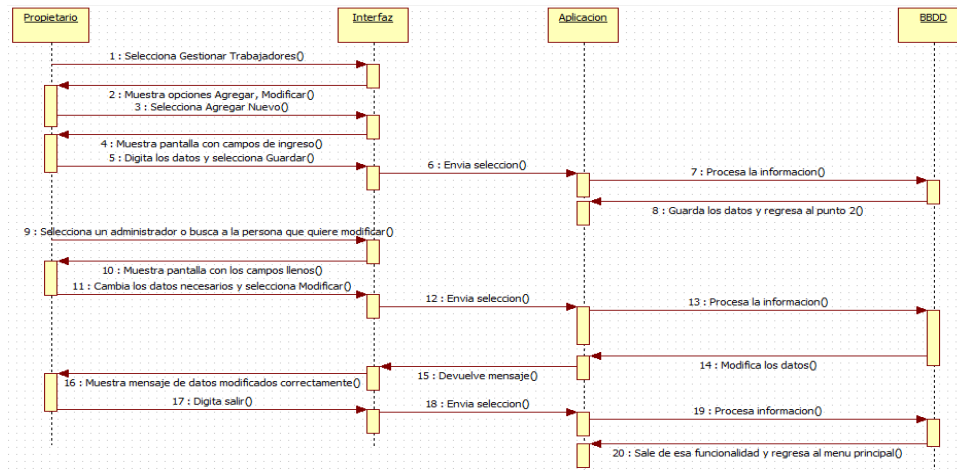 Propietario
Interfaz
Aplicacion
BBDD
1 : Selecciona Gestionar Trabajadores()
2 : Muestra opciones Agregar, Modificar()
3 : Selecciona Agregar Nuevo()
4 : Muestra pantalla con campos de ingreso()
5 : Digita los datos y selecciona Guardar()
6 : Envia seleccion()
7 : Procesa la informacion()
8 : Guarda los datos y regresa al punto 2()
9 : Selecciona un administrador o busca a la persona que quiere modificar()
10 : Muestra pantalla con los campos llenos()
11 : Cambia los datos necesarios y selecciona Modificar()
12 : Envia seleccion()
13 : Procesa la informacion()
14 : Modifica los datos()
15 : Devuelve mensaje()
16 : Muestra mensaje de datos modificados correctamente()
17 : Digita salir()
18 : Envia seleccion()
19 : Procesa informacion()
20 : Sale de esa funcionalidad y regresa al menu principal()